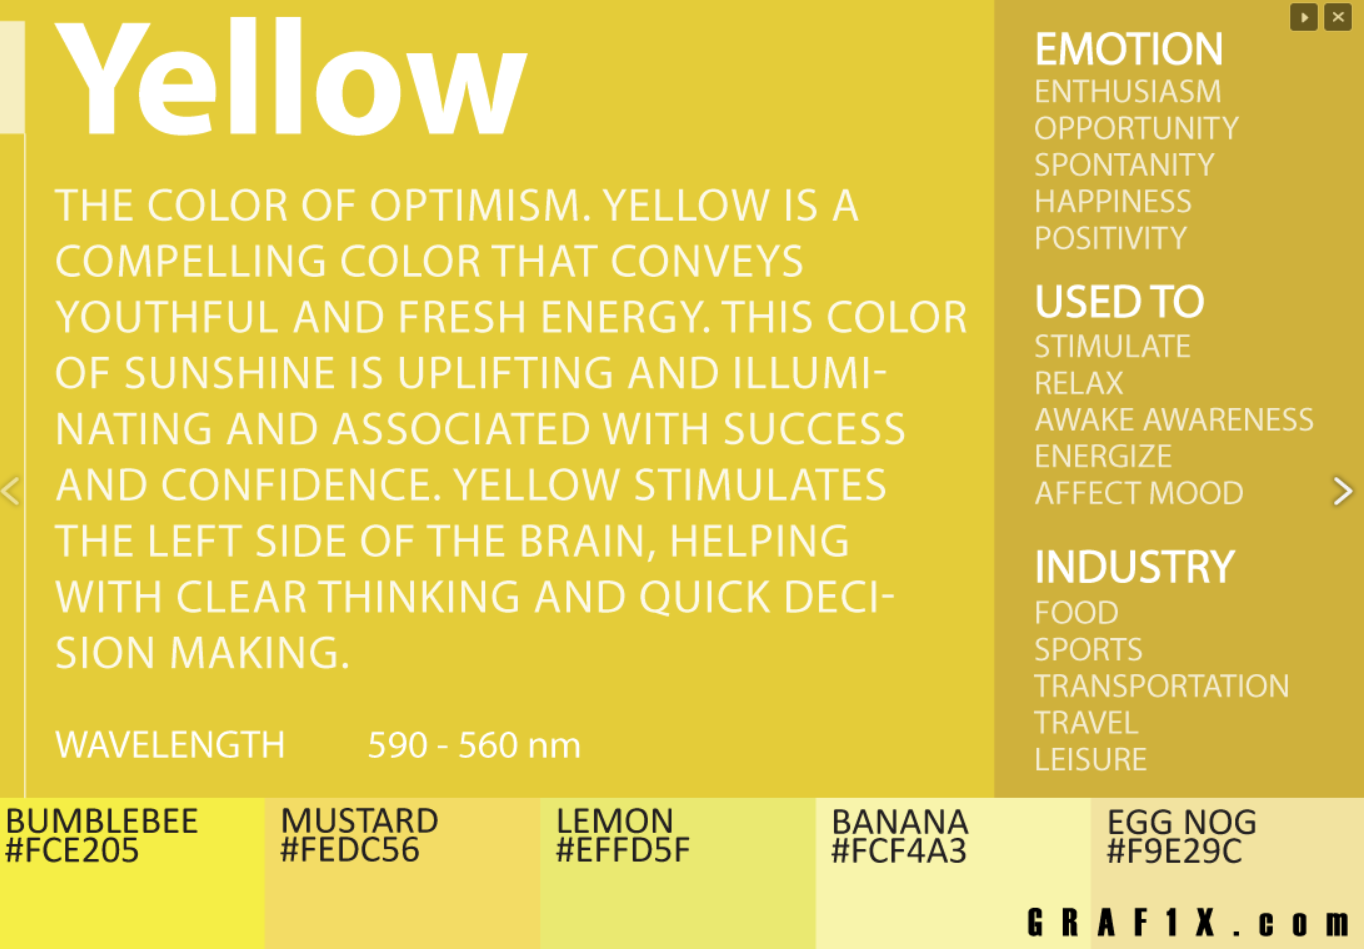 Yellow
THE COLOR OF OPTIMISM. YELLOW IS A
COMPELLING COLOR THAT CONVEYS
YOUTHFUL AND FRESH ENERGY. THIS COLOR
OF SUNSHINE IS UPLIFTING AND ILLUMI-
NATING AND ASSOCIATED WITH SUCCESS
AND CONFIDENCE. YELLOW STIMULATES
THE LEFT SIDE OF THE BRAIN, HELPING
WITH CLEAR THINKING AND QUICK DECI-
SION MAKING.
WAVELENGTH 590 - 560 nm
EMOTION
ENTHUSIASM
OPPORTUNITY
SPONTANITY
HAPPINESS
POSITIVITY
USED TO
STIMULATE
RELAX
AWAKE AWARENESS
ENERGIZE
AFFECT MOOD
INDUSTRY
FOOD
SPORTS
TRANSPORTATION
TRAVEL
LEISURE
BUMBLEBEE
#FCE205
MUSTARD
#FEDC56
LEMON
#EFFD5F
BANANA
#FCF4A3
EGG NOG
#F9E29C
GRAF1X.com